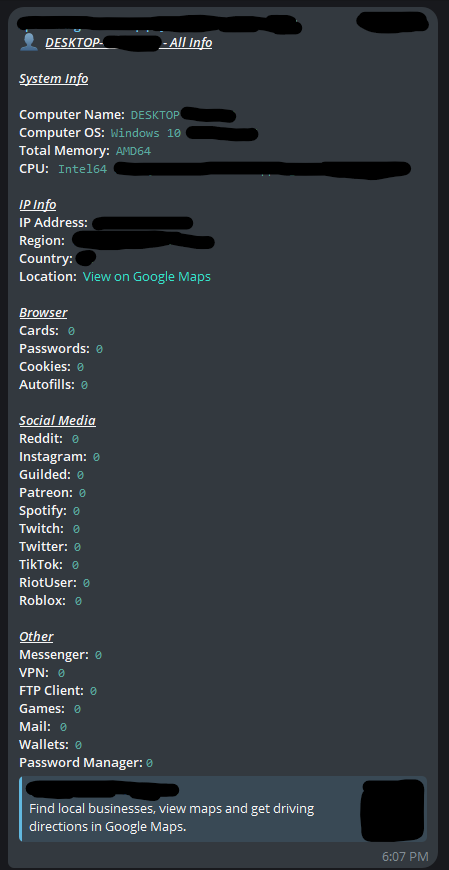 DESKTOP- - All Info
System Info
Computer Name: DESKTOP
Computer OS: Windows 10
Total Memory: AMD64
CPU: Intel64
IP Info
IP Address:
Region:
Country:
Location: View on Google Maps
Browser
Cards: 0
Passwords: 0
Cookies: 0
Autofills: 0
Social Media
Reddit: 0
Instagram: 0
Guilded: 0
Patreon: 0
Spotify: 0
Twitch: 0
Twitter: 0
TikTok: 0
RiotUser: 0
Roblox: 0
Other
Messenger: 0
VPN: 0
FTP Client: 0
Games: 0
Mail: 0
Wallets: 0
Password Manager: 0
Find local businesses, view maps and get driving
directions in Google Maps.
6:07 PM